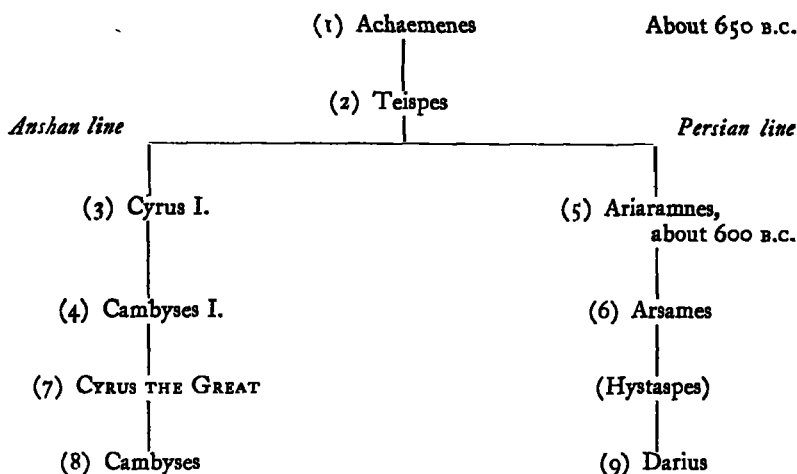 (1) Achaemenes About 650 B.C.
(2) Teispes
Anshan line Persian line
(3) Cyrus I. (5) Ariaramnes,
about 600 B.C.
(4) Cambyses I. (6) Arsames
(7) CYRUS THE GREAT (Hystaspes)
(8) Cambyses (9) Darius